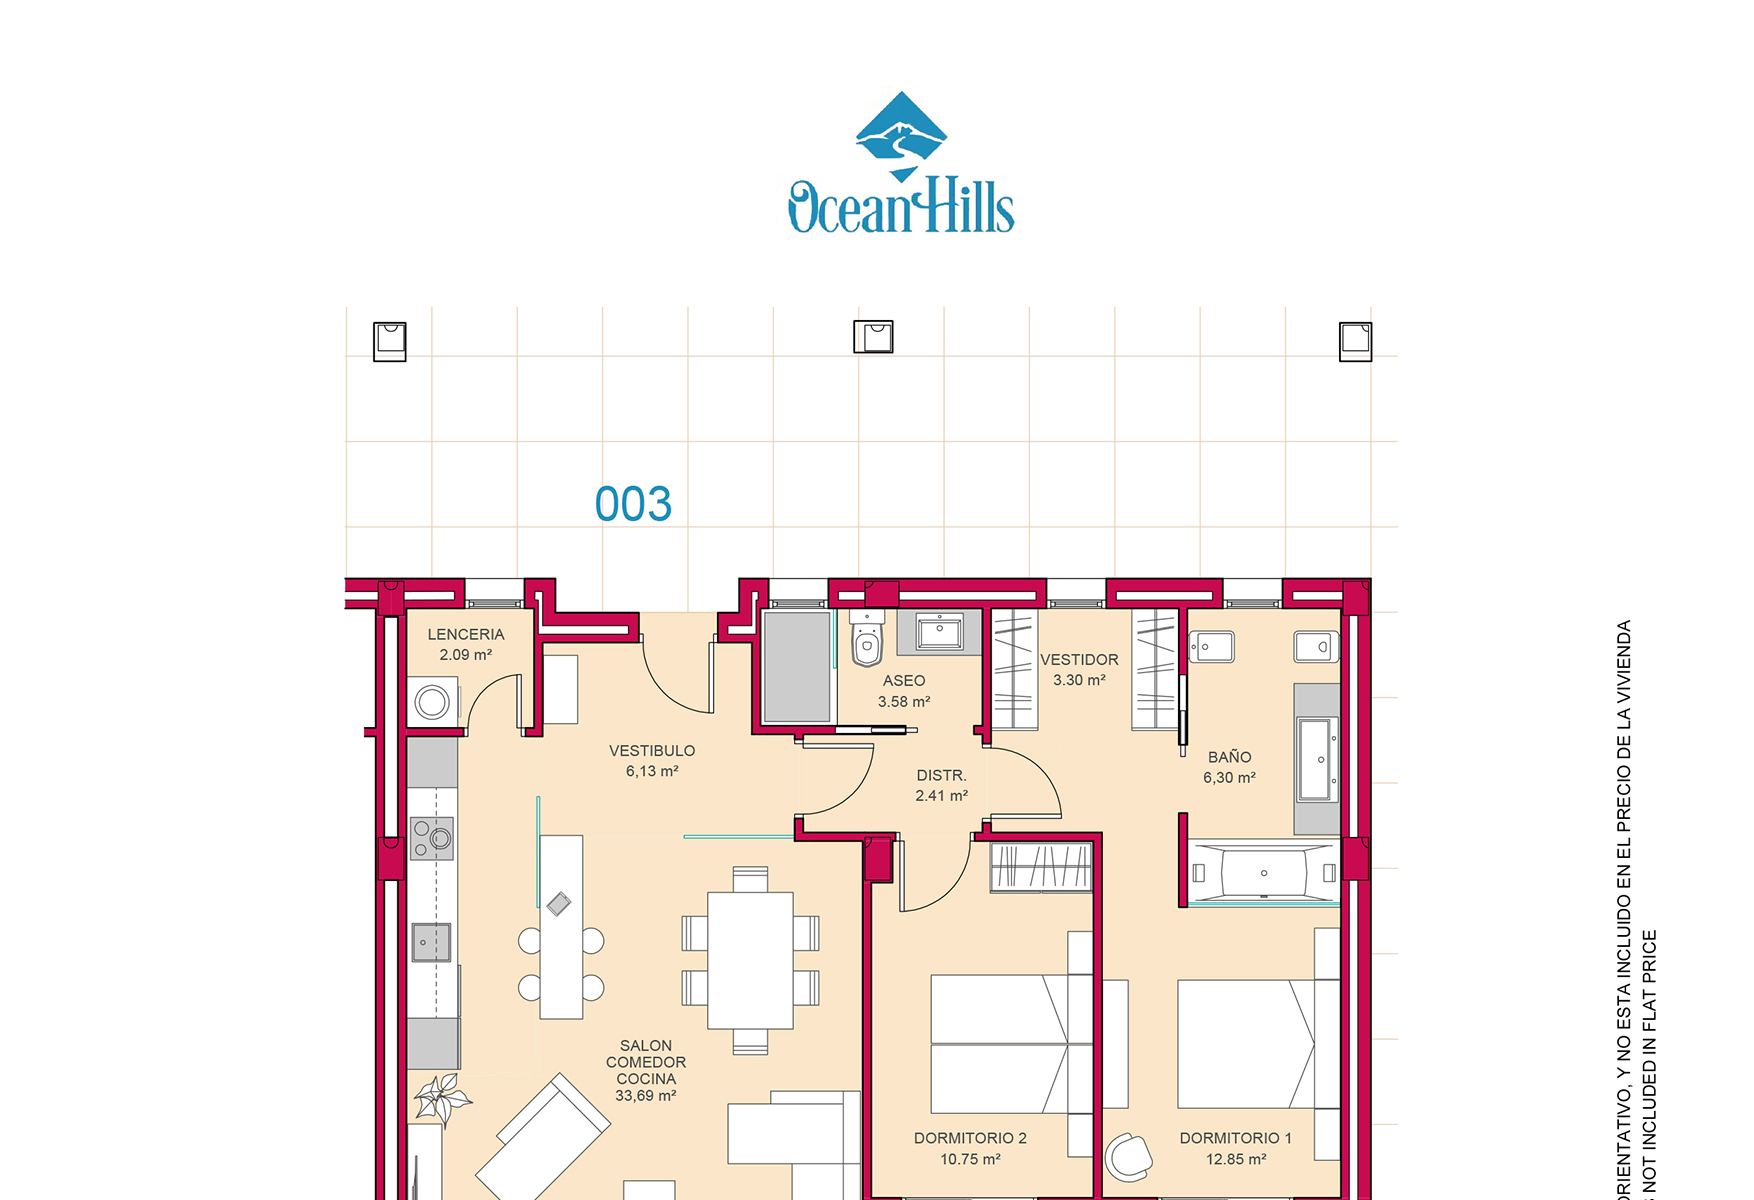 Ocean Hills
003
LENCERIA
2.09 m²
VESTIBULO
6,13 m²
ASEO
3.58 m²
VESTIDOR
3.30 m²
DISTR.
2.41 m²
BAÑO
6,30 m²
SALON
COMEDOR
COCINA
33,69 m²
DORMITORIO 2
10.75 m²
DORMITORIO 1
12.85 m²
ORIENTATIVO, Y NO ESTA INCLUIDO EN EL PRECIO DE LA VIVIENDA
NOT INCLUDED IN FLAT PRICE